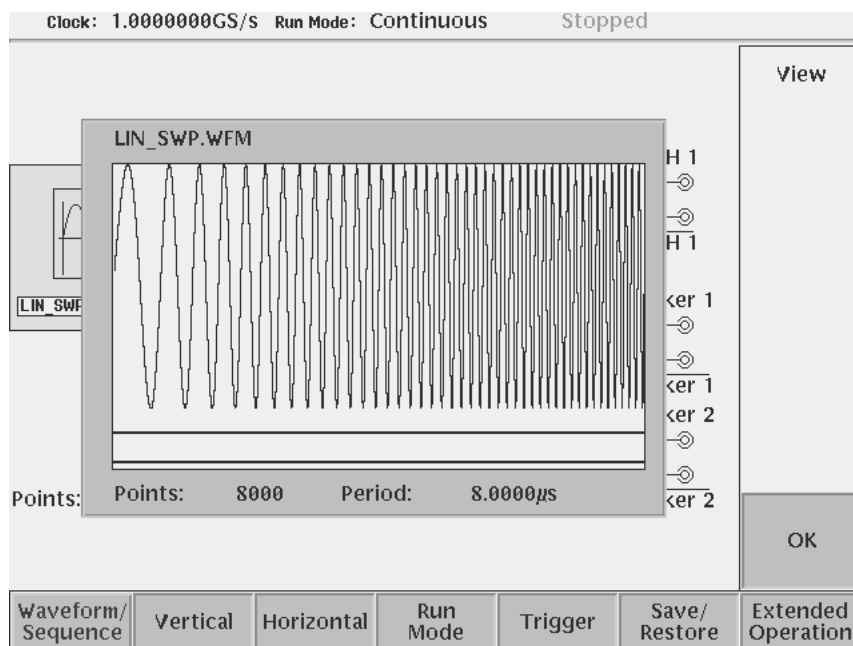 Clock: 1.0000000GS/s Run Mode: Continuous Stopped
View
LIN_SWP.WFM
H 1
H 1
LIN_SWP
ker 1
ker 1
ker 2
ker 2
Points:
Points: 8000 Period: 8.0000µs
OK
Waveform/
Sequence
Vertical
Horizontal
Run
Mode
Trigger
Save/
Restore
Extended
Operation